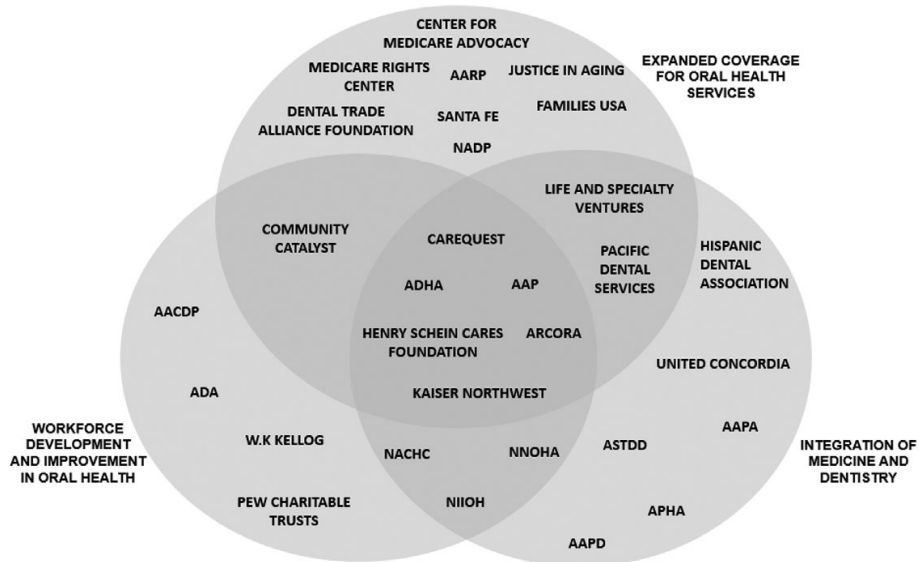 CENTER FOR
MEDICARE ADVOCACY
MEDICARE RIGHTS
CENTER
AARP
JUSTICE IN AGING
EXPANDED COVERAGE
FOR ORAL HEALTH
SERVICES
DENTAL TRADE
ALLIANCE FOUNDATION
SANTA FE
FAMILIES USA
NADP
LIFE AND SPECIALTY
VENTURES
COMMUNITY
CATALYST
CAREQUEST
PACIFIC
DENTAL
SERVICES
HISPANIC
DENTAL
ASSOCIATION
ADHA
AAP
AACDP
HENRY SCHEIN CARES
FOUNDATION
ARCORA
UNITED CONCORDIA
ADA
KAISER NORTHWEST
AAPA
WORKFORCE
DEVELOPMENT
AND IMPROVEMENT
IN ORAL HEALTH
W.K KELLOG
NACHC
NNOHA
ASTDD
INTEGRATION OF
MEDICINE AND
DENTISTRY
PEW CHARITABLE
TRUSTS
NIIOH
APHA
AAPD